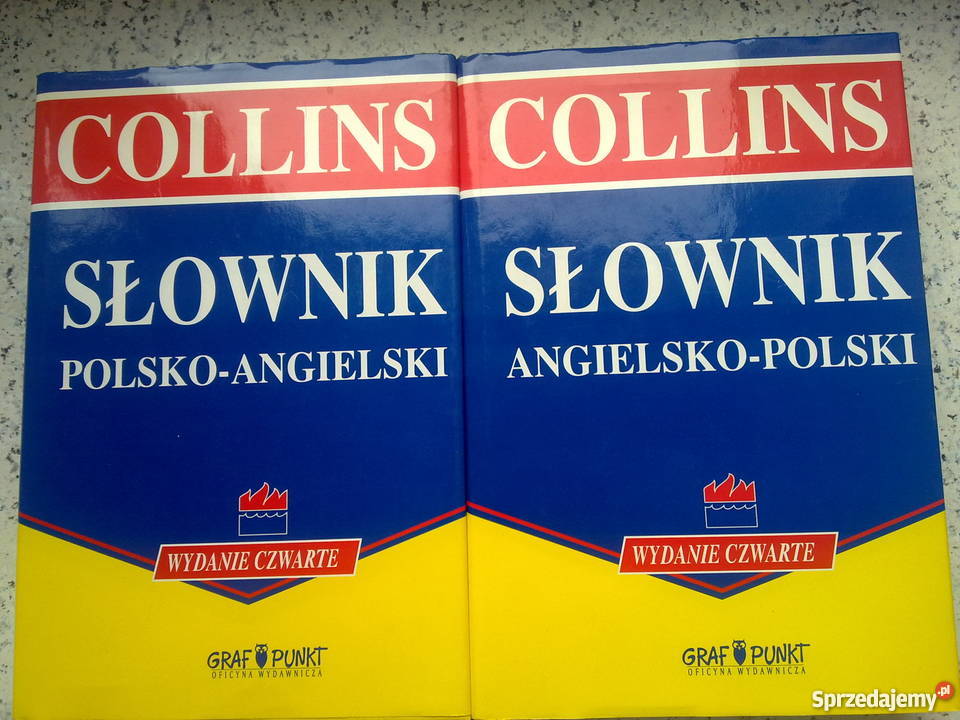 COLLINS
SŁOWNIK
POLSKO-ANGIELSKI
WYDANIE CZWARTE
GRAF PUNKT
OFICYNA WYDAWNICZA
COLLINS
SŁOWNIK
ANGIELSKO-POLSKI
WYDANIE CZWARTE
GRAF PUNKT
OFICYNA WYDAWNICZA
Sprzedajemy.pl